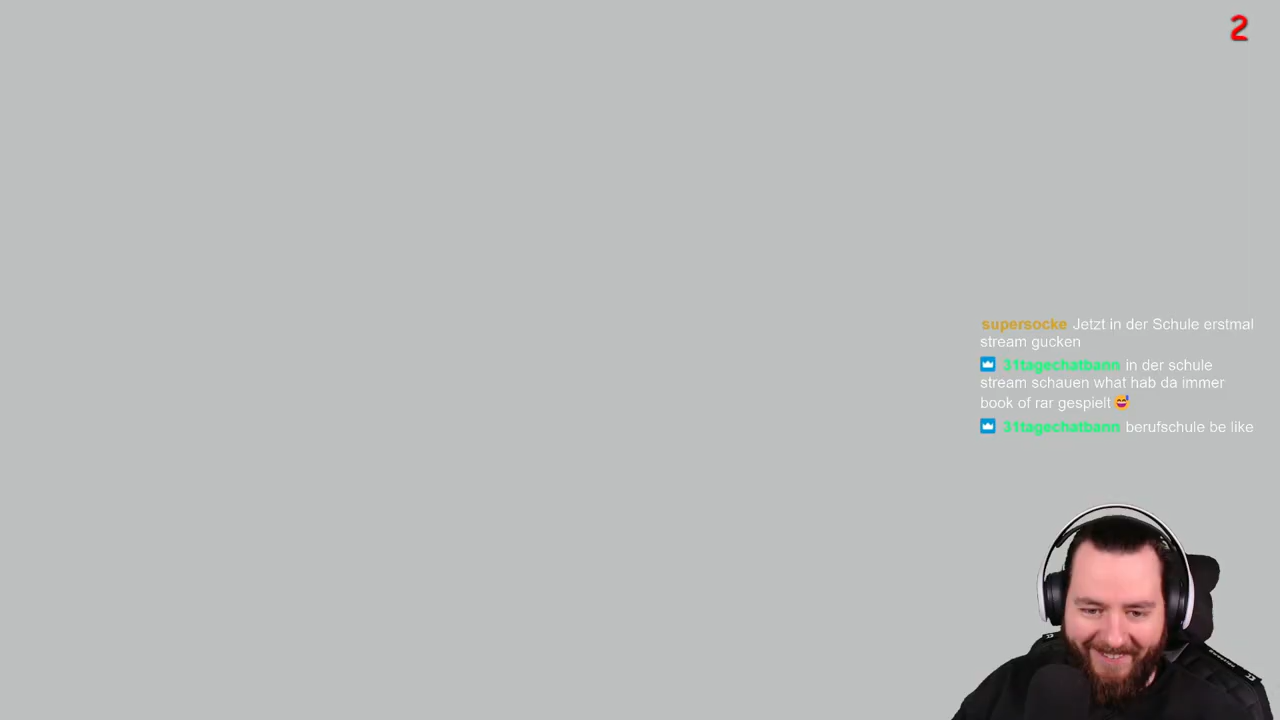 2
supersocke Jetzt in der Schule erstmal
stream gucken
31tagechatbann in der schule
stream schauen what hab da immer
book of rar gespielt 😅
31tagechatbann berufschule be like